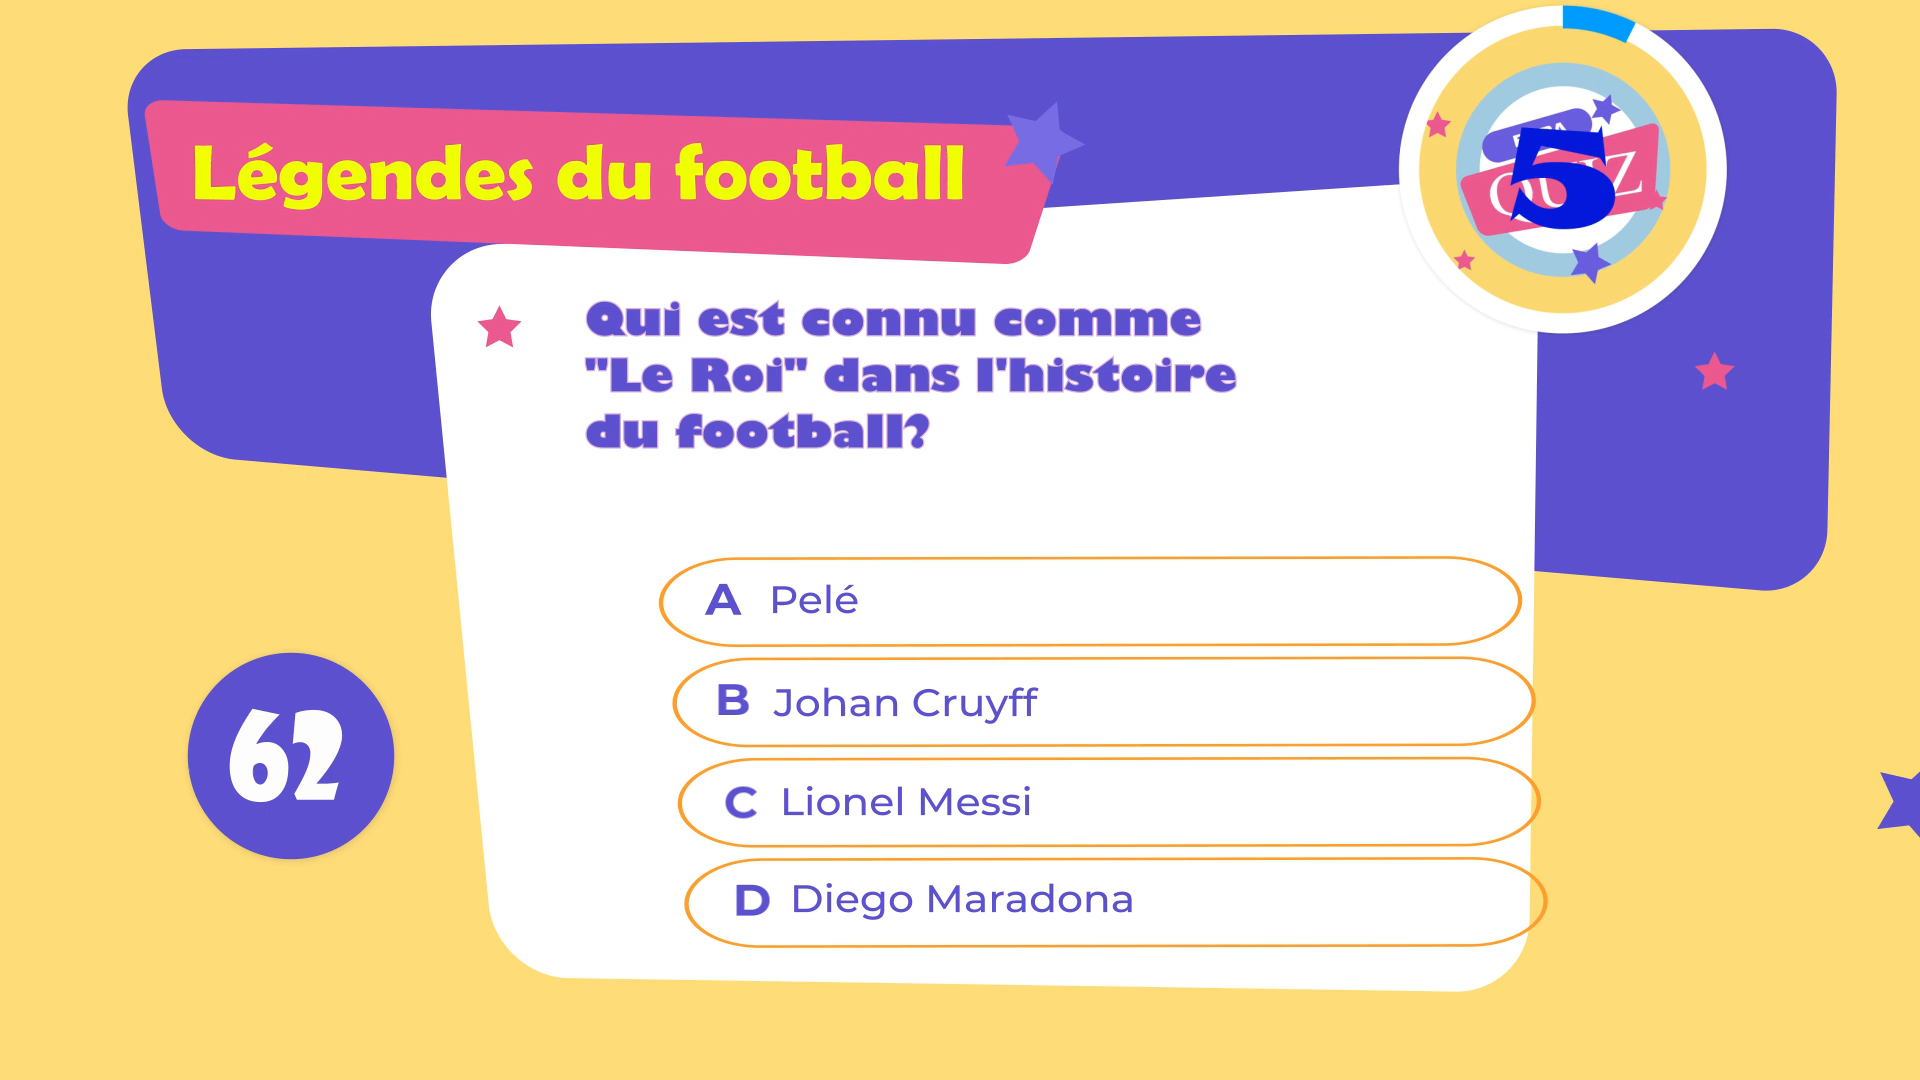 Légendes du football
5
Qui est connu comme
"Le Roi" dans l'histoire
du football?
A Pelé
B Johan Cruyff
C Lionel Messi
D Diego Maradona
62